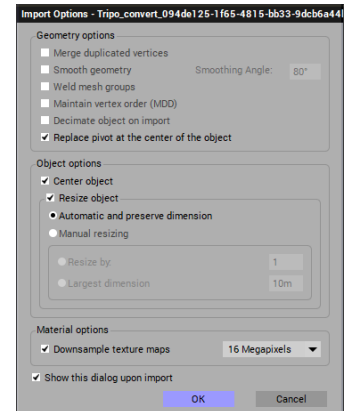 Import Options - Tripo_convert_094de125-1f65-4815-bb33-9dcb6a44
Geometry options
Merge duplicated vertices
Smooth geometry Smoothing Angle: 80°
Weld mesh groups
Maintain vertex order (MDD)
Decimate object on import
Replace pivot at the center of the object
Object options
Center object
Resize object
Automatic and preserve dimension
Manual resizing
Resize by: 1
Largest dimension 10m
Material options
Downsample texture maps 16 Megapixels
Show this dialog upon import
OK Cancel